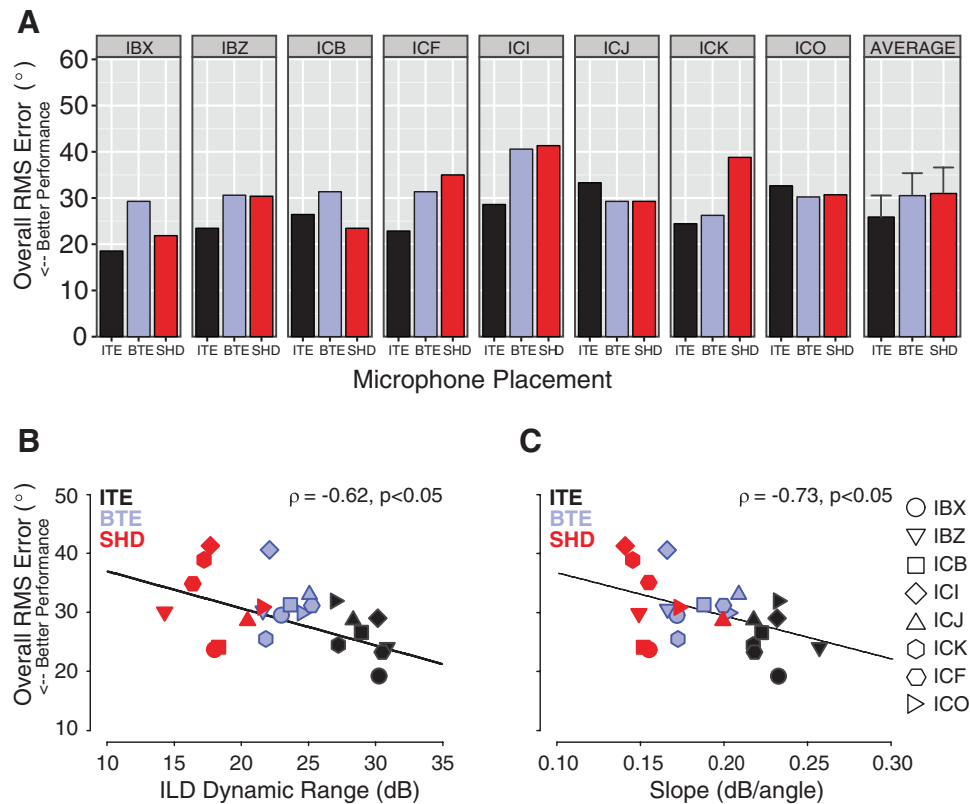 A
IBX IBZ ICB ICF ICI ICJ ICK ICO AVERAGE
Overall RMS Error (°)
<-- Better Performance
60
50
40
30
20
10
0
ITE BTE SHD ITE BTE SHD ITE BTE SHD ITE BTE SHD ITE BTE SHD ITE BTE SHD ITE BTE SHD ITE BTE SHD ITE BTE SHD
Microphone Placement
B
Overall RMS Error (°)
<-- Better Performance
50
40
30
20
10
ITE
BTE
SHD
ρ = -0.62, p<0.05
10 15 20 25 30 35
ILD Dynamic Range (dB)
C
ITE
BTE
SHD
ρ = -0.73, p<0.05
0.10 0.15 0.20 0.25 0.30
Slope (dB/angle)
IBX
IBZ
ICB
ICI
ICJ
ICK
ICF
ICO